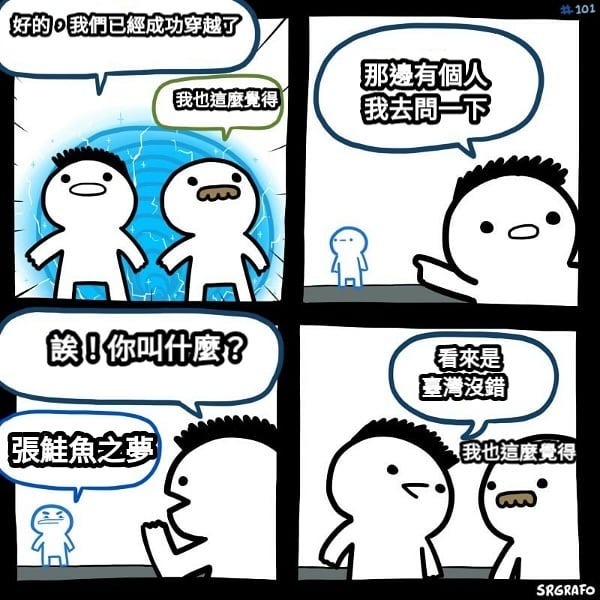 好的，我們已經成功穿越了
我也這麼覺得
#101
那邊有個人
我去問一下
誒！你叫什麼？
張鮭魚之夢
看來是
臺灣沒錯
我也這麼覺得
SRGRAFO